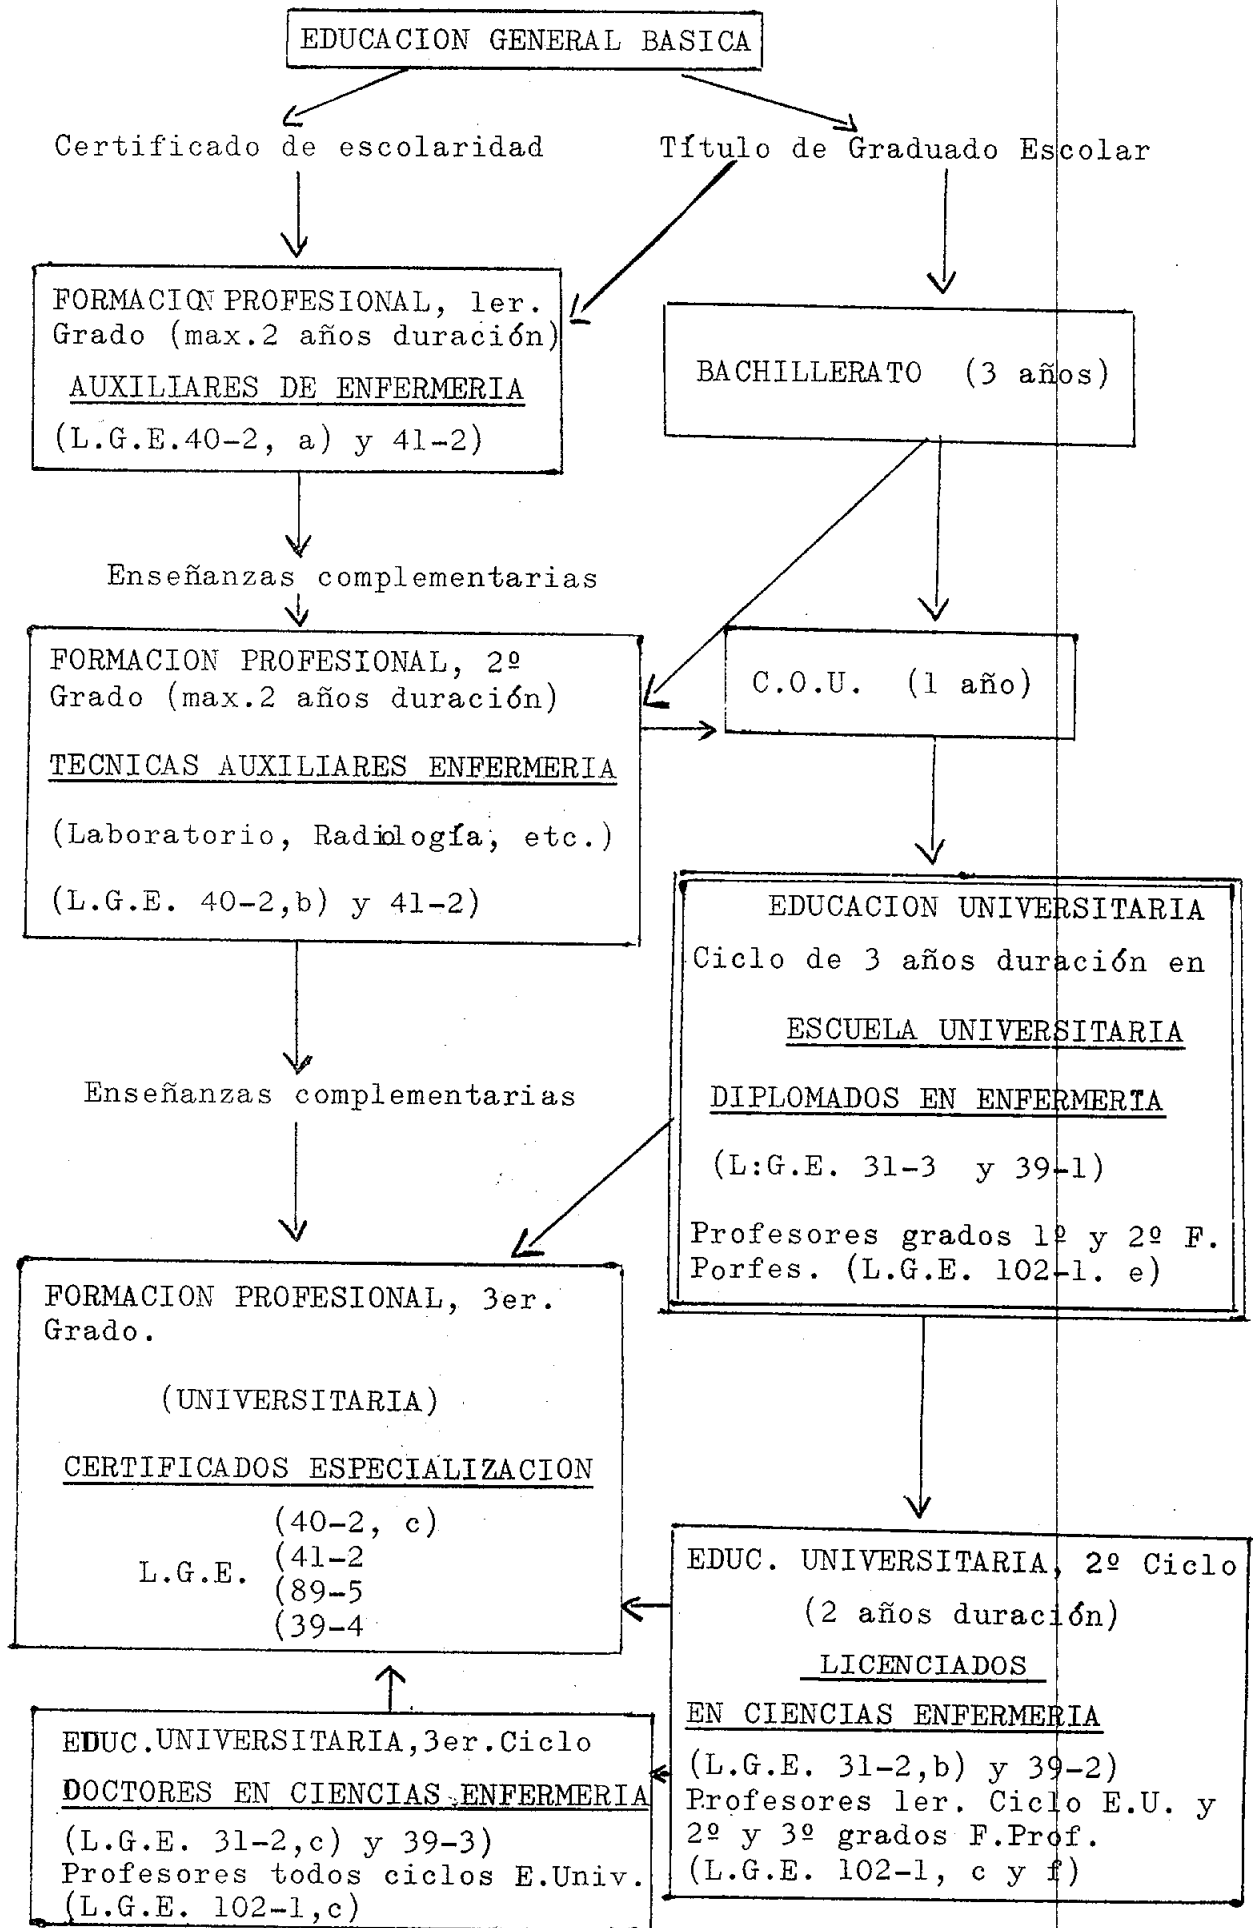 EDUCACION GENERAL BASICA
Certificado de escolaridad
Título de Graduado Escolar
FORMACION PROFESIONAL, 1er.
Grado (max.2 años duración)
AUXILIARES DE ENFERMERIA
(L.G.E.40-2, a) y 41-2)
BACHILLERATO (3 años)
Enseñanzas complementarias
FORMACION PROFESIONAL, 2º
Grado (max.2 años duración)
TECNICAS AUXILIARES ENFERMERIA
(Laboratorio, Radiología, etc.)
(L.G.E. 40-2,b) y 41-2)
C.O.U. (1 año)
EDUCACION UNIVERSITARIA
Ciclo de 3 años duración en
ESCUELA UNIVERSITARIA
DIPLOMADOS EN ENFERMERIA
(L:G.E. 31-3 y 39-1)
Profesores grados 1º y 2º F.
Porfes. (L.G.E. 102-1. e)
Enseñanzas complementarias
FORMACION PROFESIONAL, 3er.
Grado.
(UNIVERSITARIA)
CERTIFICADOS ESPECIALIZACION
(40-2, c)
L.G.E. (41-2
(89-5
(39-4
EDUC. UNIVERSITARIA, 2º Ciclo
(2 años duración)
LICENCIADOS
EN CIENCIAS ENFERMERIA
(L.G.E. 31-2,b) y 39-2)
Profesores 1er. Ciclo E.U. y
2º y 3º grados F.Prof.
(L.G.E. 102-1, c y f)
EDUC.UNIVERSITARIA,3er.Ciclo
DOCTORES EN CIENCIAS ENFERMERIA
(L.G.E. 31-2,c) y 39-3)
Profesores todos ciclos E.Univ.
(L.G.E. 102-1,c)